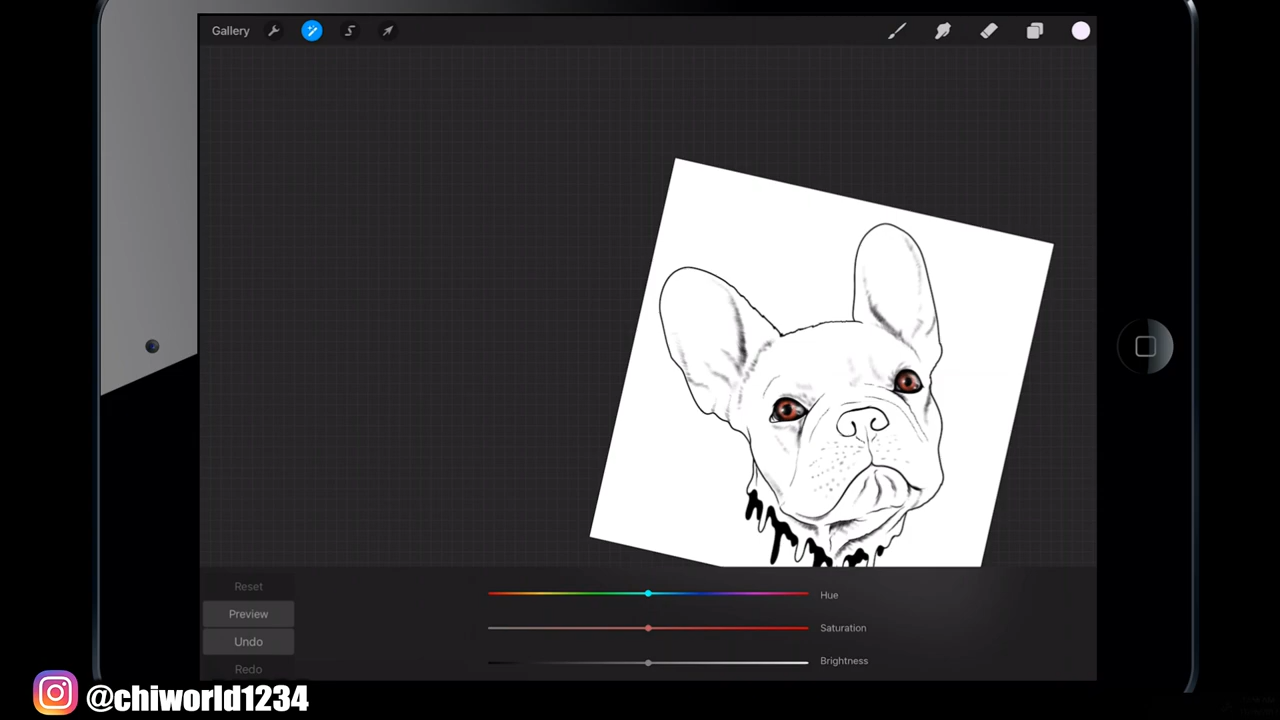 Gallery
Reset
Preview
Undo
Redo
Hue
Saturation
Brightness
@chiworld1234